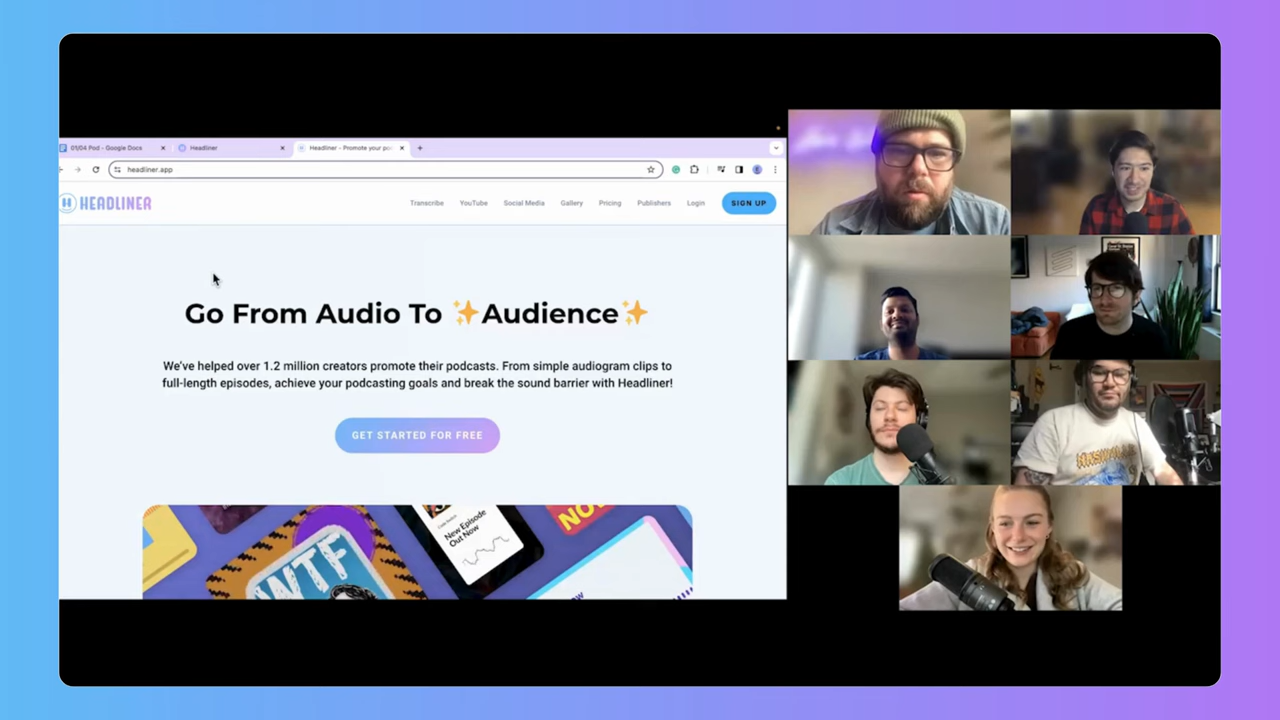 01/04 Pod - Google Docs
Headliner
Headliner - Promote your po
headliner.app
HEADLINER
Transcribe
YouTube
Social Media
Gallery
Pricing
Publishers
Login
SIGN UP
Go From Audio To ✨Audience✨
We've helped over 1.2 million creators promote their podcasts. From simple audiogram clips to
full-length episodes, achieve your podcasting goals and break the sound barrier with Headliner!
GET STARTED FOR FREE
WTF
Code Switch
New Episode
Out Now
NO